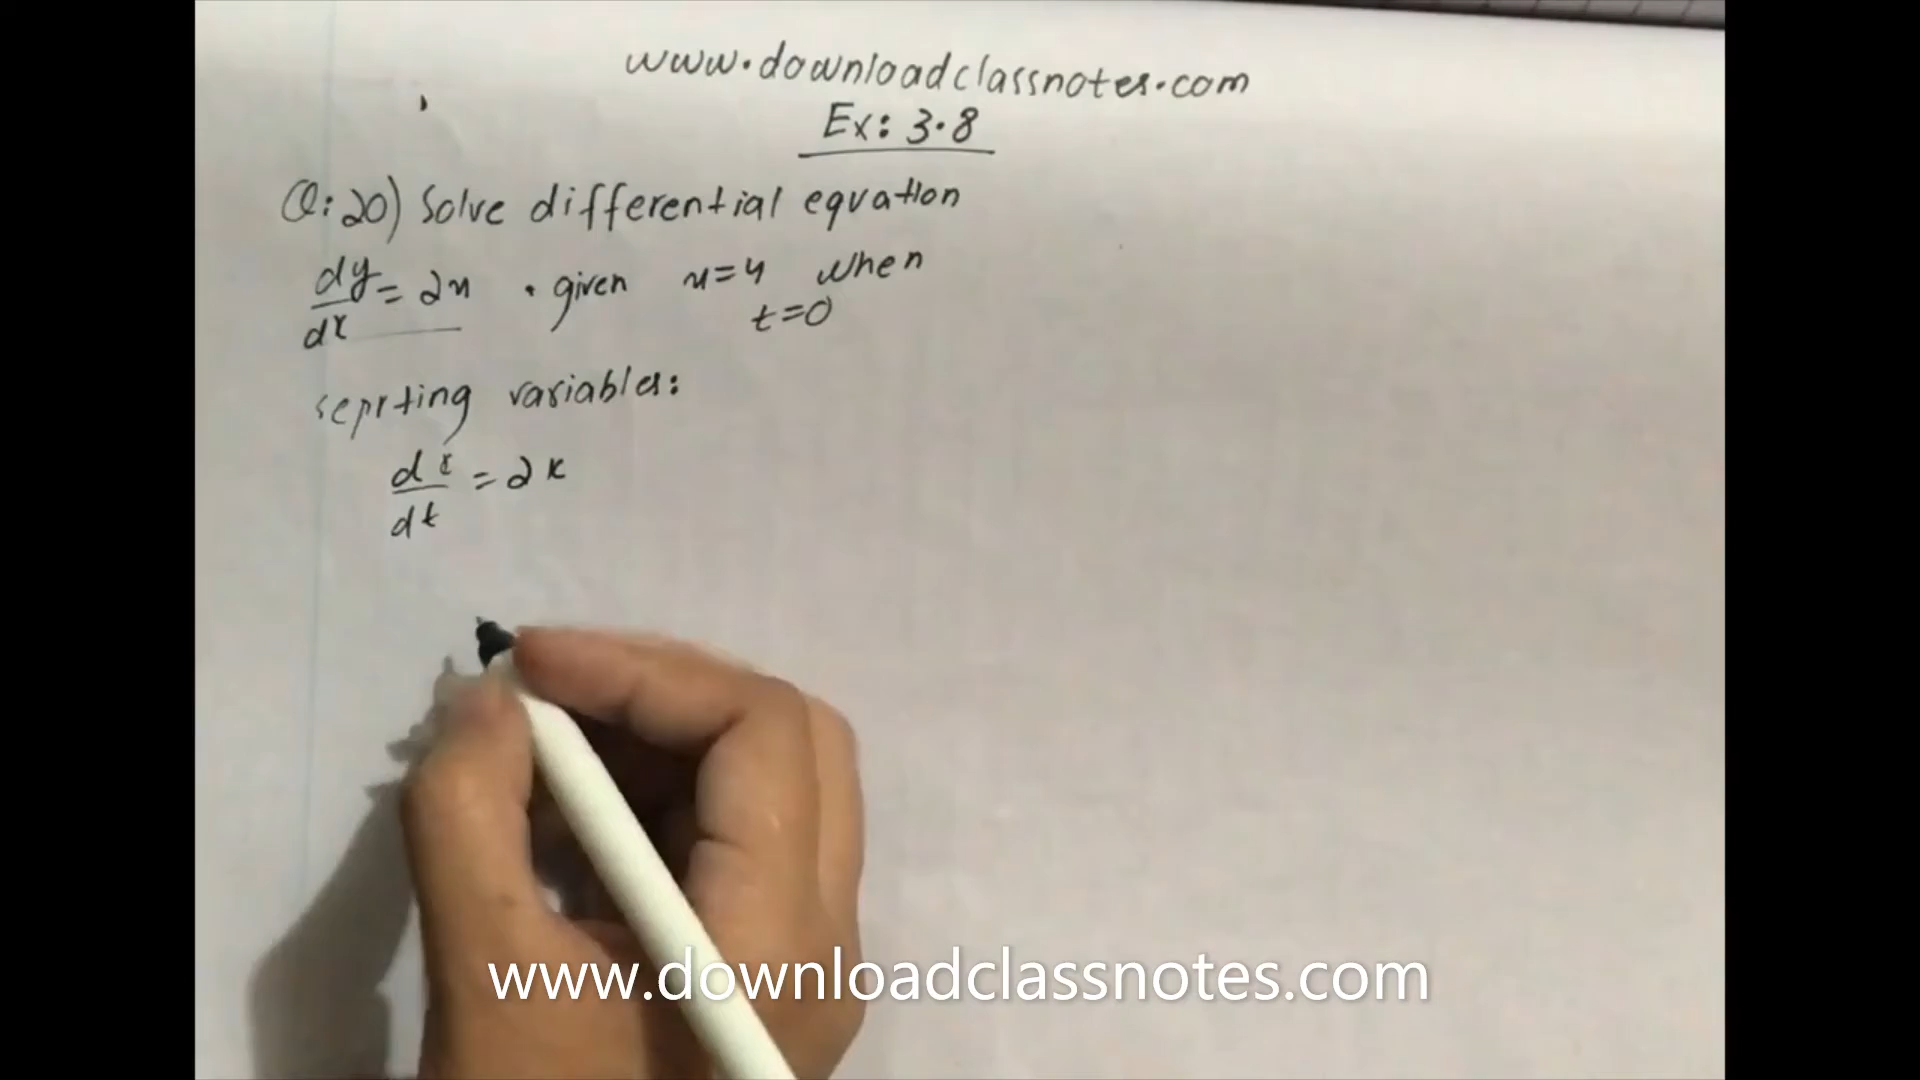 www.downloadclassnotes.com
Ex: 3.8
Q:20) Solve differential equation
dy/dx = 2x . given x=4 when
t=0
seprting variables:
dx/dt = 2x
www.downloadclassnotes.com